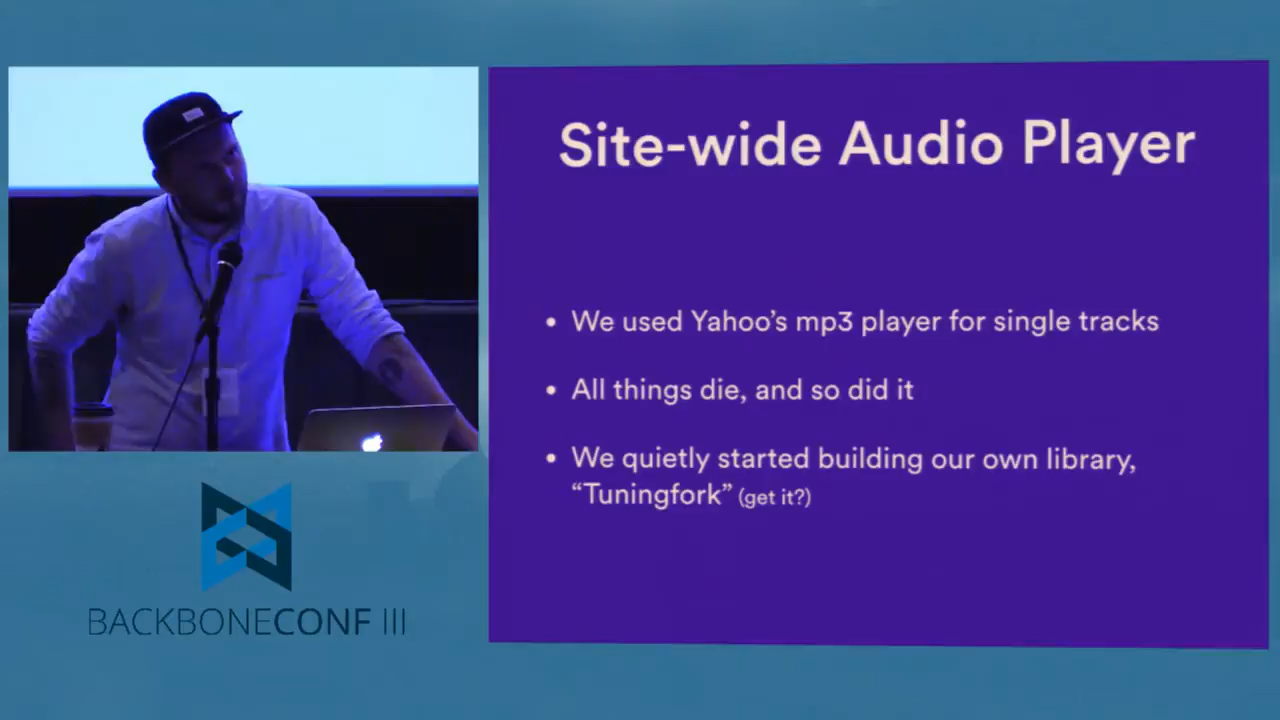 Site-wide Audio Player
• We used Yahoo's mp3 player for single tracks
• All things die, and so did it
• We quietly started building our own library,
“Tuningfork” (get it?)
BACKBONECONF III